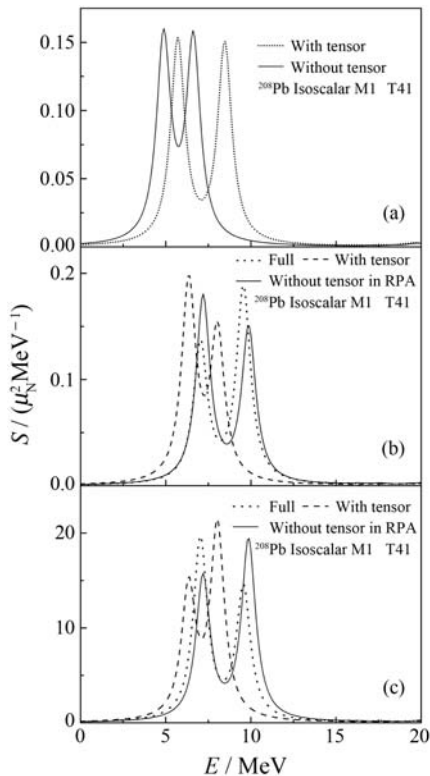 0.15
With tensor
Without tensor
²⁰⁸Pb Isoscalar M1 T41
0.10
0.05
(a)
0.00
Full With tensor
0.2
Without tensor in RPA
²⁰⁸Pb Isoscalar M1 T41
S / (μ²_N MeV⁻¹)
0.1
(b)
0.0
Full With tensor
20
Without tensor in RPA
²⁰⁸Pb Isoscalar M1 T41
10
(c)
0
0 5 10 15 20
E / MeV